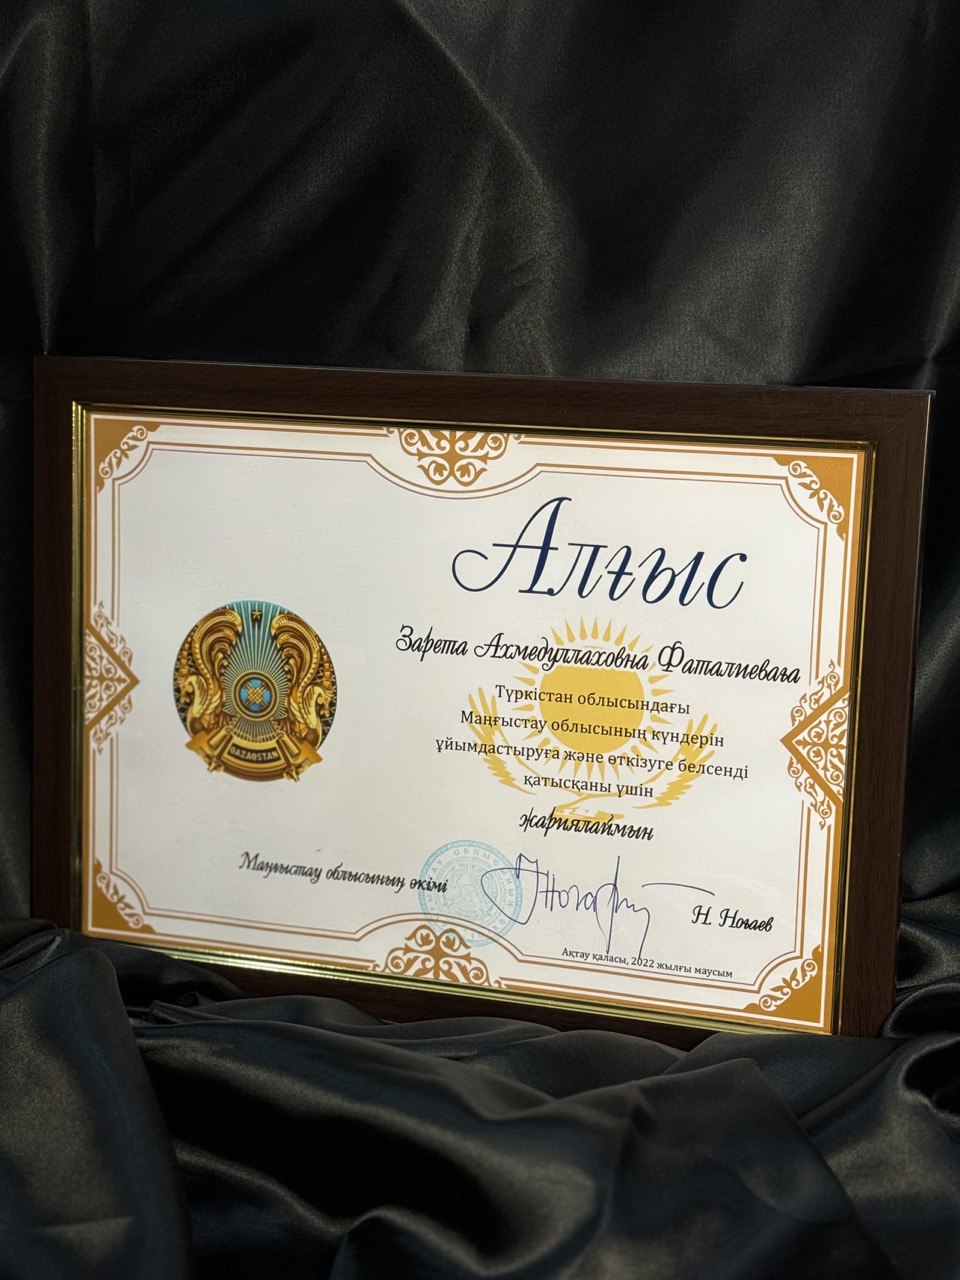 Алғыс
Зарета Ахмедуллаховна Фаталиеваға
Түркістан облысындағы
Маңғыстау облысының күндерін
ұйымдастыруға және өткізуге белсенді
қатысқаны үшін
жариялаймын
QAZAQSTAN
Маңғыстау облысының әкімі
Н. Ноғаев
Ақтау қаласы, 2022 жылғы маусым